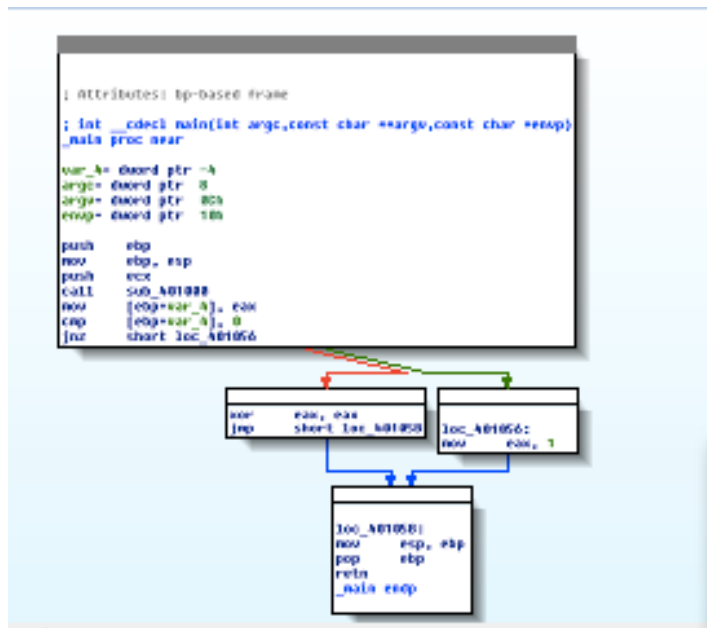 ; Attributes: bp-based frame
; int __cdecl main(int argc,const char **argv,const char *envp)
_main proc near
var_4= dword ptr -4
argc= dword ptr 8
argv= dword ptr 0Ch
envp= dword ptr 10h
push ebp
mov ebp, esp
push ecx
call sub_401000
mov [ebp+var_4], eax
cmp [ebp+var_4], 0
jnz short loc_401056
xor eax, eax
jmp short loc_401058
loc_401056:
mov eax, 1
loc_401058:
mov esp, ebp
pop ebp
retn
_main endp